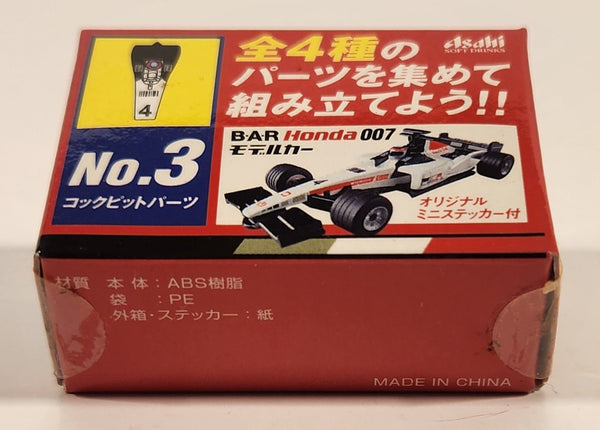 Asahi
SOFT DRINKS
全4種の
パーツを集めて
組み立てよう!!
4
No.3
コックピットパーツ
B・A・R Honda 007
モデルカー
オリジナル
ミニステッカー付
材質 本体:ABS樹脂
袋:PE
外箱・ステッカー:紙
MADE IN CHINA